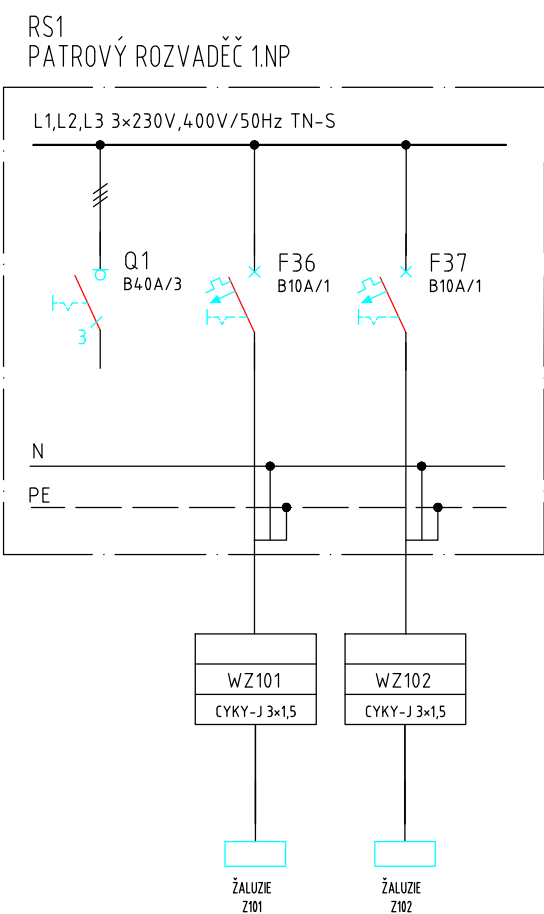 RS1
PATROVÝ ROZVADĚČ 1.NP
L1,L2,L3 3×230V,400V/50Hz TN-S
Q1
B40A/3
3
F36
B10A/1
F37
B10A/1
N
PE
WZ101
CYKY-J 3×1,5
WZ102
CYKY-J 3×1,5
ŽALUZIE
Z101
ŽALUZIE
Z102